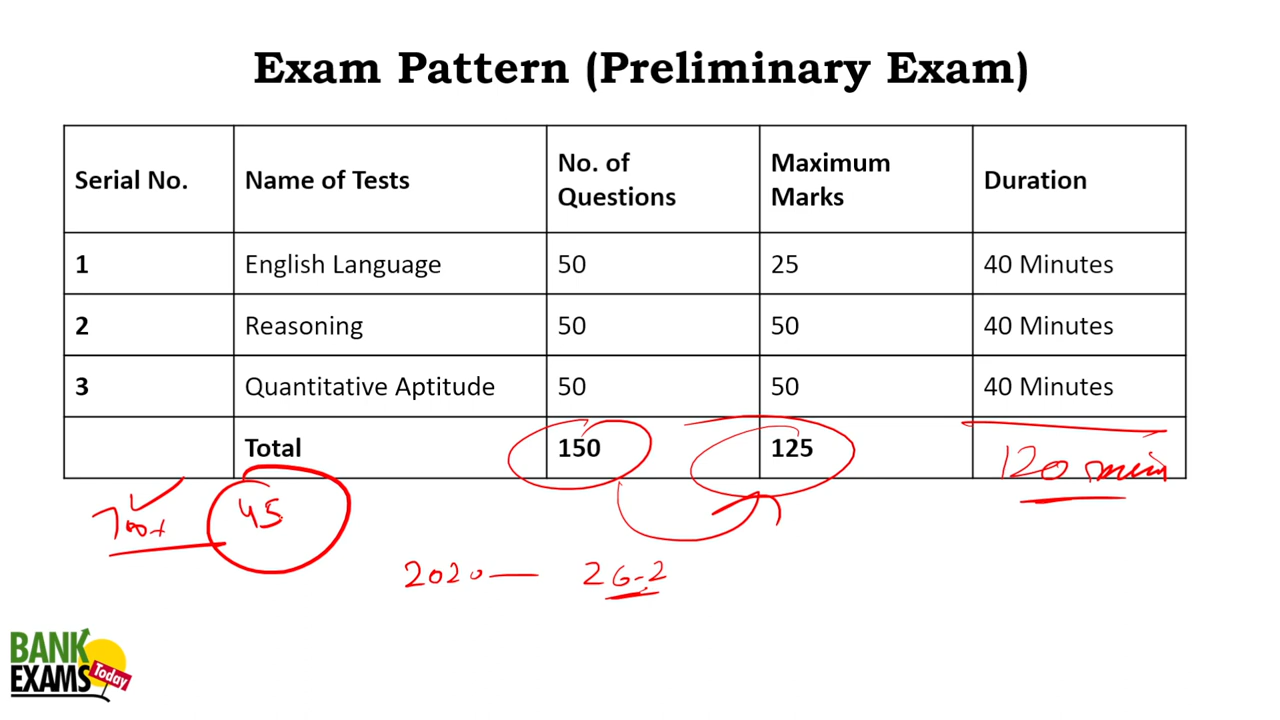 Exam Pattern (Preliminary Exam)
Serial No. Name of Tests No. of Questions Maximum Marks Duration
1 English Language 50 25 40 Minutes
2 Reasoning 50 50 40 Minutes
3 Quantitative Aptitude 50 50 40 Minutes
Total 150 125 120 min
45
2020 — 26.2
BANK
EXAMS
Today